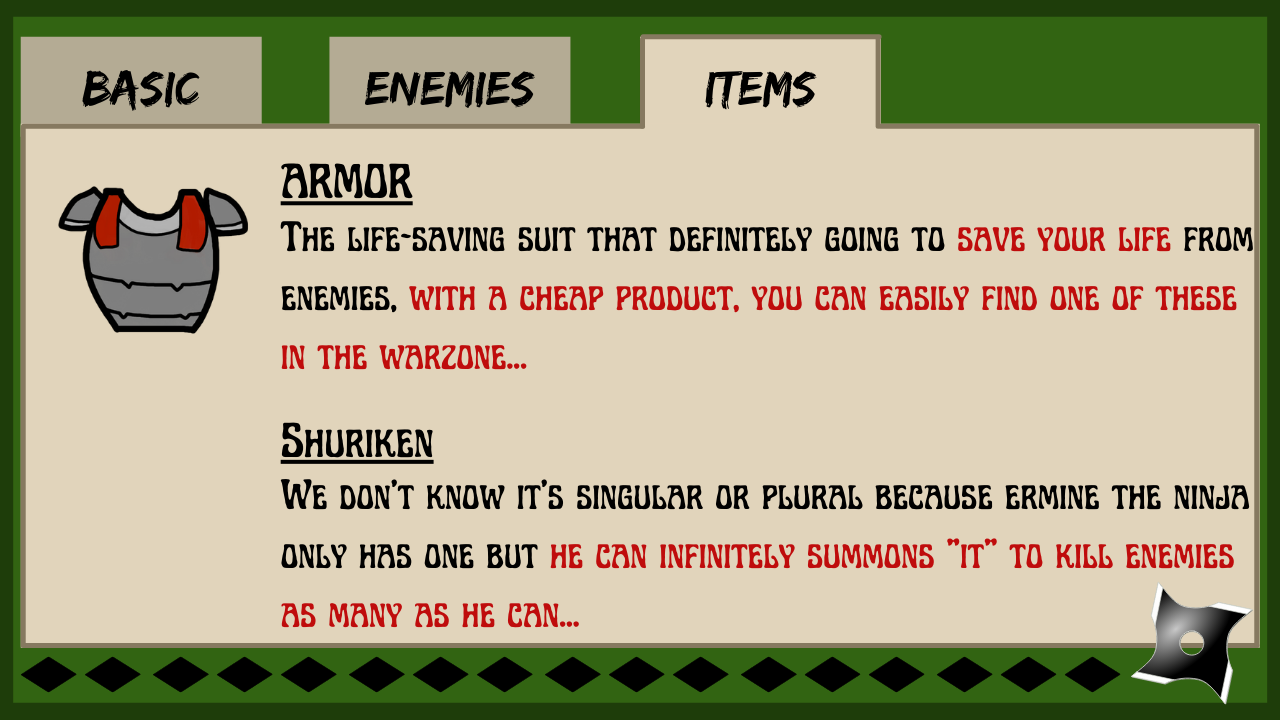 BASIC ENEMIES ITEMS
ARMOR
THE LIFE-SAVING SUIT THAT DEFINITELY GOING TO SAVE YOUR LIFE FROM
ENEMIES, WITH A CHEAP PRODUCT, YOU CAN EASILY FIND ONE OF THESE
IN THE WARZONE...
SHURIKEN
WE DON'T KNOW IT'S SINGULAR OR PLURAL BECAUSE ERMINE THE NINJA
ONLY HAS ONE BUT HE CAN INFINITELY SUMMONS "IT" TO KILL ENEMIES
AS MANY AS HE CAN...